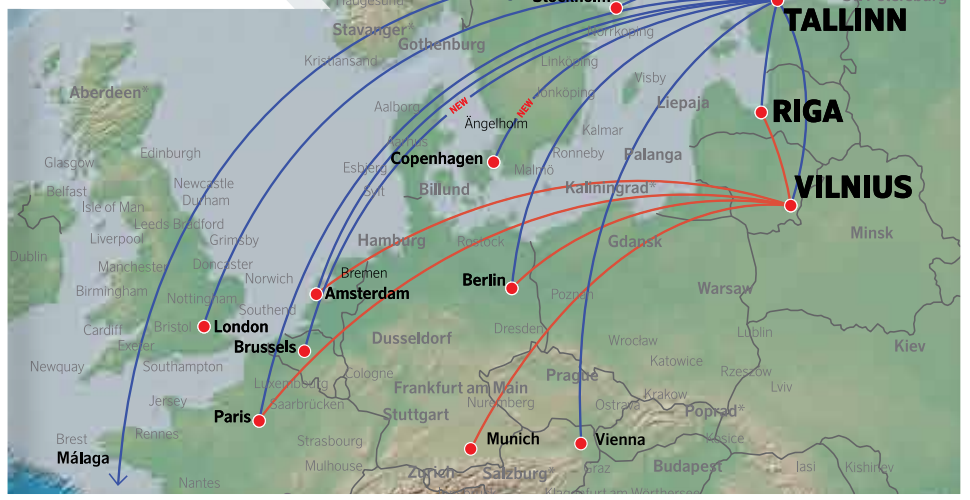 Haugesund
Stockholm
St. Petersburg
TALLINN
Stavanger
Gothenburg
Norrköping
Kristiansand
Linköping
Visby
Aberdeen*
NEW
NEW
Jönköping
Aalborg
Liepaja
RIGA
Ängelholm
Kalmar
Aarhus
Edinburgh
Glasgow
Copenhagen
Ronneby
Palanga
Esbjerg
Malmö
Belfast
Newcastle
Billund
Kaliningrad*
VILNIUS
Sylt
Durham
Isle of Man
Leeds Bradford
Minsk
Liverpool
Grimsby
Hamburg
Rostock
Gdansk
Dublin
Manchester
Doncaster
Bremen
Norwich
Berlin
Birmingham
Nottingham
Amsterdam
Poznan
Warsaw
Southend
Cardiff
Bristol
London
Dresden
Lublin
Exeter
Brussels
Dusseldorf
Wrocław
Kiev
Newquay
Southampton
Katowice
Cologne
Prague
Rzeszow
Luxembourg
Frankfurt am Main
Lviv
Krakow
Jersey
Saarbrücken
Nuremberg
Ostrava
Paris
Stuttgart
Poprad*
Rennes
Brest
Strasbourg
Munich
Vienna
Kosice
Málaga
Mulhouse
Zurich
Salzburg*
Graz
Budapest
Iasi
Kishinev
Nantes
Klagenfurt am Wörthersee